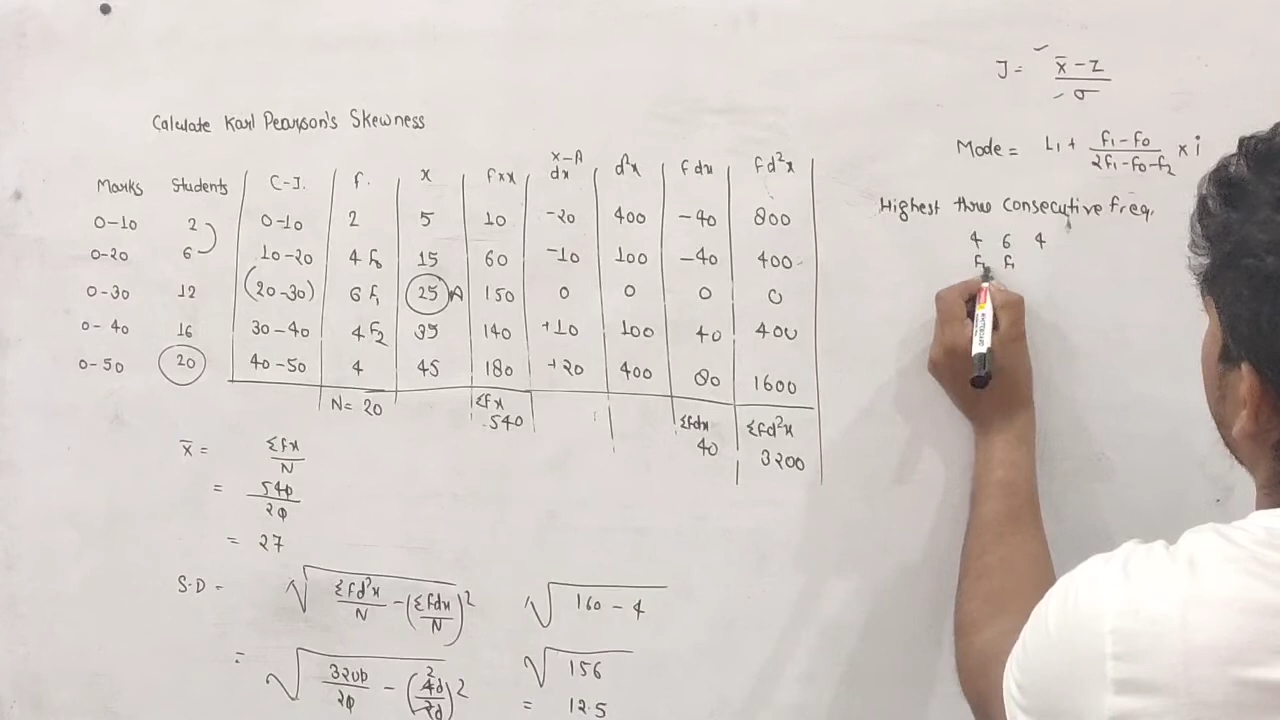 J = x̄ - Z / σ
Calculate Karl Pearson's Skewness
Mode = L₁ + f₁-f₀ / 2f₁-f₀-f₂ × i
Marks Students C-I. f. x f×x x-A dx d²x fdx fd²x
Highest three Consecutive freq.
0-10 2 0-10 2 5 10 -20 400 -40 800
4 6 4
0-20 6 10-20 4 f₀ 15 60 -10 100 -40 400
F₁ F₁
0-30 12 (20-30) 6 f₁ 25 A 150 0 0 0 0
0-40 16 30-40 4 F₂ 35 140 +10 100 40 400
0-50 20 40-50 4 45 180 +20 400 80 1600
N = 20 Σfx 540 Σfdx 40 Σfd²x 3200
x̄ = Σfx / N
= 540 / 20
= 27
S.D = √ Σfd²x / N - (Σfdx / N)² √ 160 - 4
= √ 3200 / 20 - (40 / 20)² √ 156
2
= 12.5